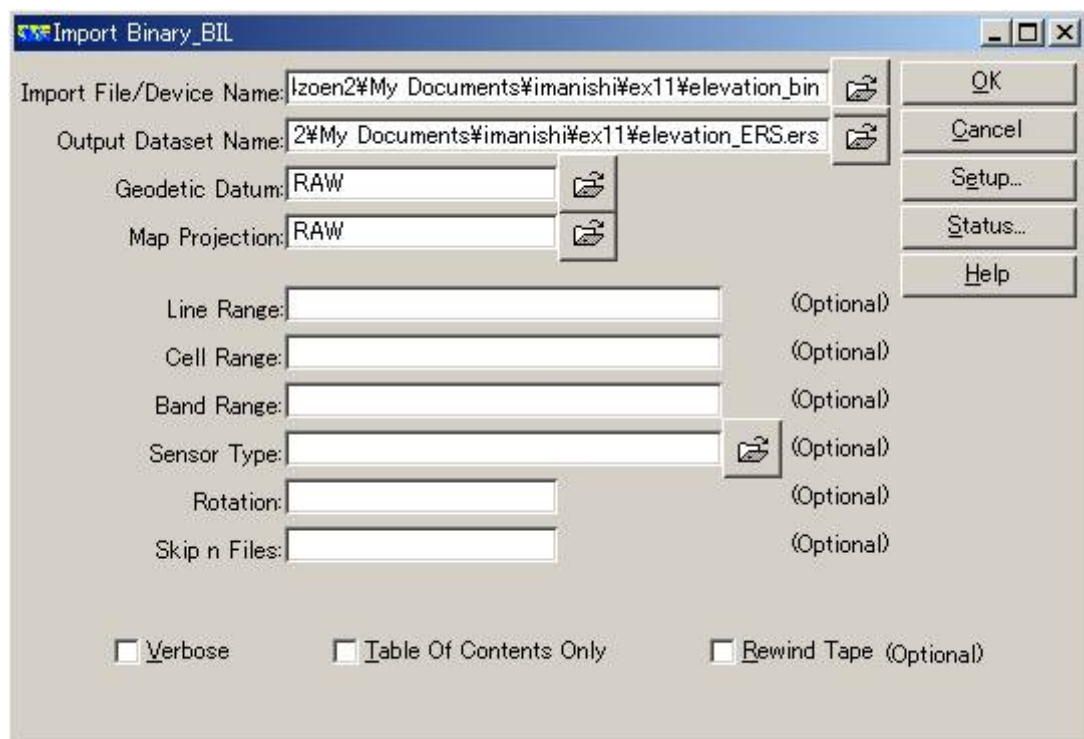 Import Binary_BIL
Import File/Device Name: lzoen2¥My Documents¥imanishi¥ex11¥elevation_bin
OK
Output Dataset Name: 2¥My Documents¥imanishi¥ex11¥elevation_ERS.ers
Cancel
Geodetic Datum: RAW
Setup...
Map Projection: RAW
Status...
Help
Line Range: (Optional)
Cell Range: (Optional)
Band Range: (Optional)
Sensor Type: (Optional)
Rotation: (Optional)
Skip n Files: (Optional)
Verbose Table Of Contents Only Rewind Tape (Optional)